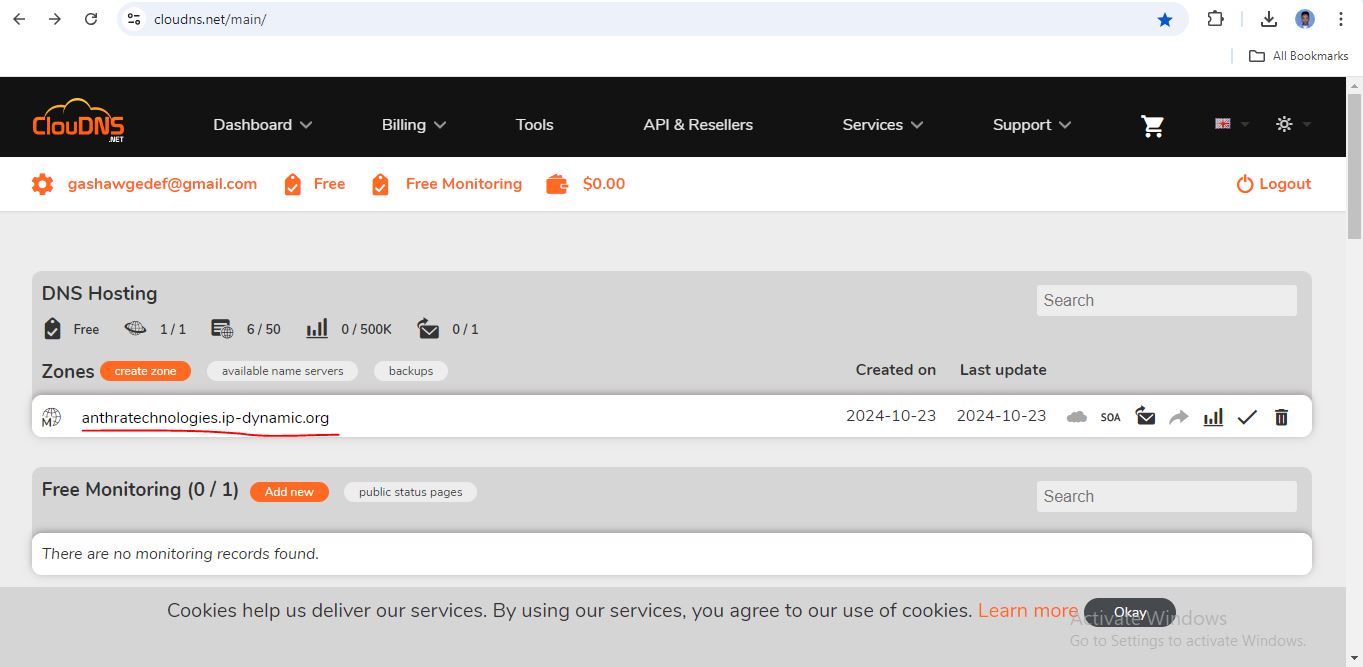 cloudns.net/main/
All Bookmarks
ClouDNS .NET Dashboard Billing Tools API & Resellers Services Support
gashawgedef@gmail.com Free Free Monitoring $0.00 Logout
DNS Hosting Search
Free 1 / 1 6 / 50 0 / 500K 0 / 1
Zones create zone available name servers backups Created on Last update
M anthratechnologies.ip-dynamic.org 2024-10-23 2024-10-23 SOA
Free Monitoring (0 / 1) Add new public status pages Search
There are no monitoring records found.
Cookies help us deliver our services. By using our services, you agree to our use of cookies. Learn more Okay
Activate Windows
Go to Settings to activate Windows.